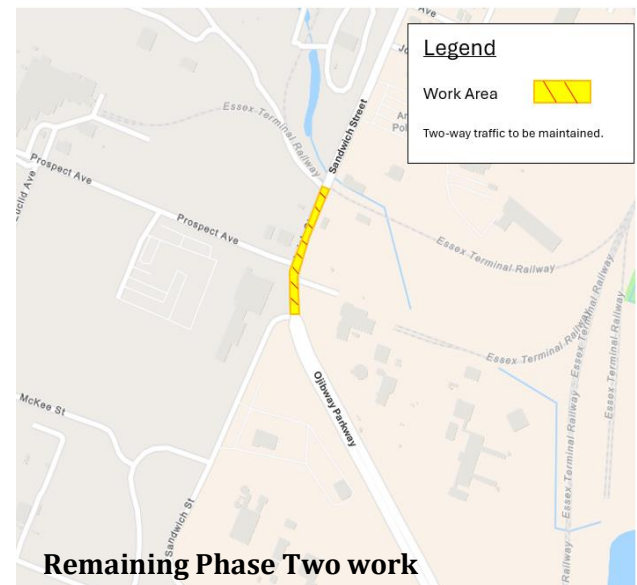 Ave
Jo
Legend
Work Area
Two-way traffic to be maintained.
Essex Terminal Railway
Sandwich Street
Prospect Ave
Euclid Ave
Prospect Ave
Essex Terminal Railway
Essex Terminal Railway
Essex Terminal Railway - Essex Terminal Railway
Essex Terminal Railway
Ojibway Parkway
McKee St
Sandwich St
Remaining Phase Two work